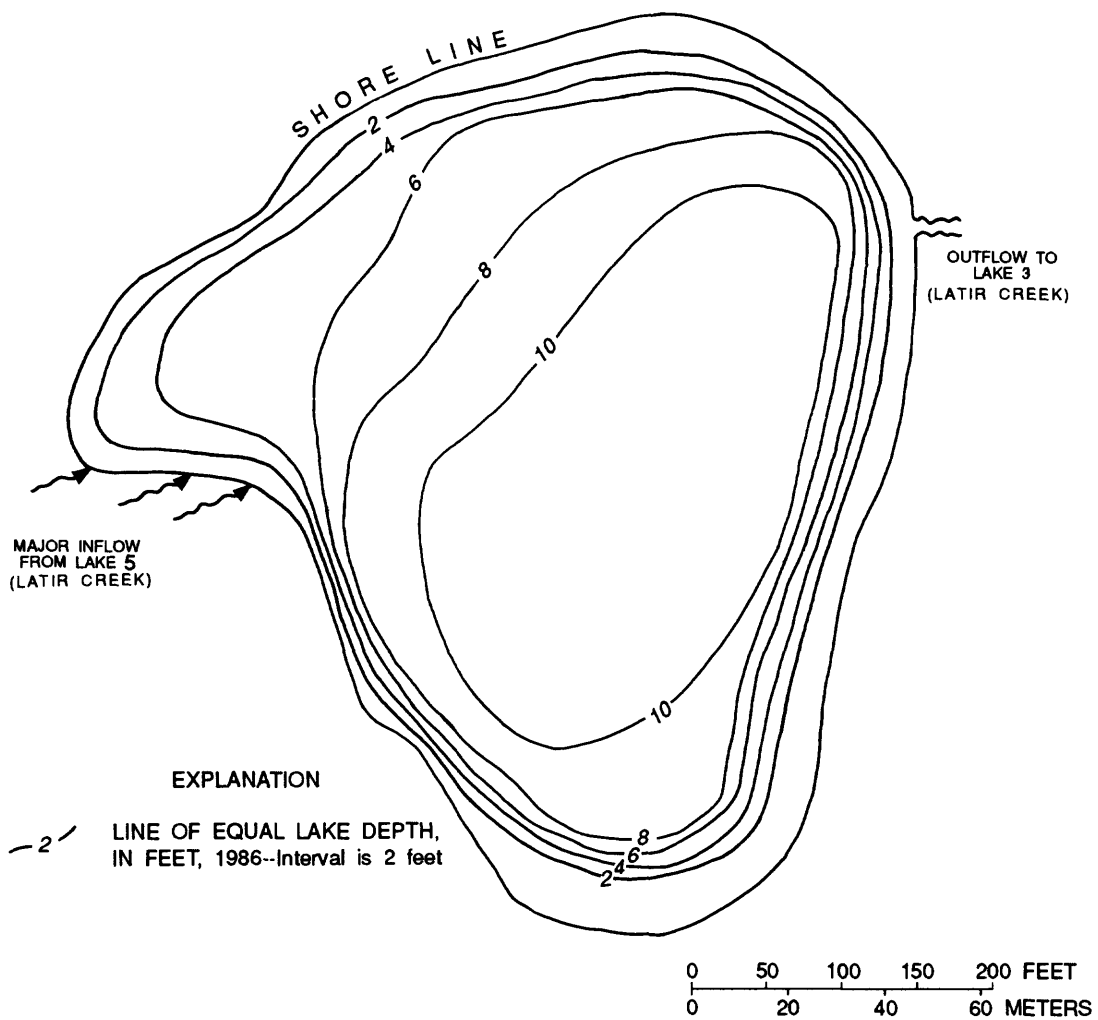 SHORE LINE
2
4
6
8
10
OUTFLOW TO
LAKE 3
(LATIR CREEK)
MAJOR INFLOW
FROM LAKE 5
(LATIR CREEK)
10
EXPLANATION
2
LINE OF EQUAL LAKE DEPTH,
IN FEET, 1986--Interval is 2 feet
8
6
4
2
0 50 100 150 200 FEET
0 20 40 60 METERS